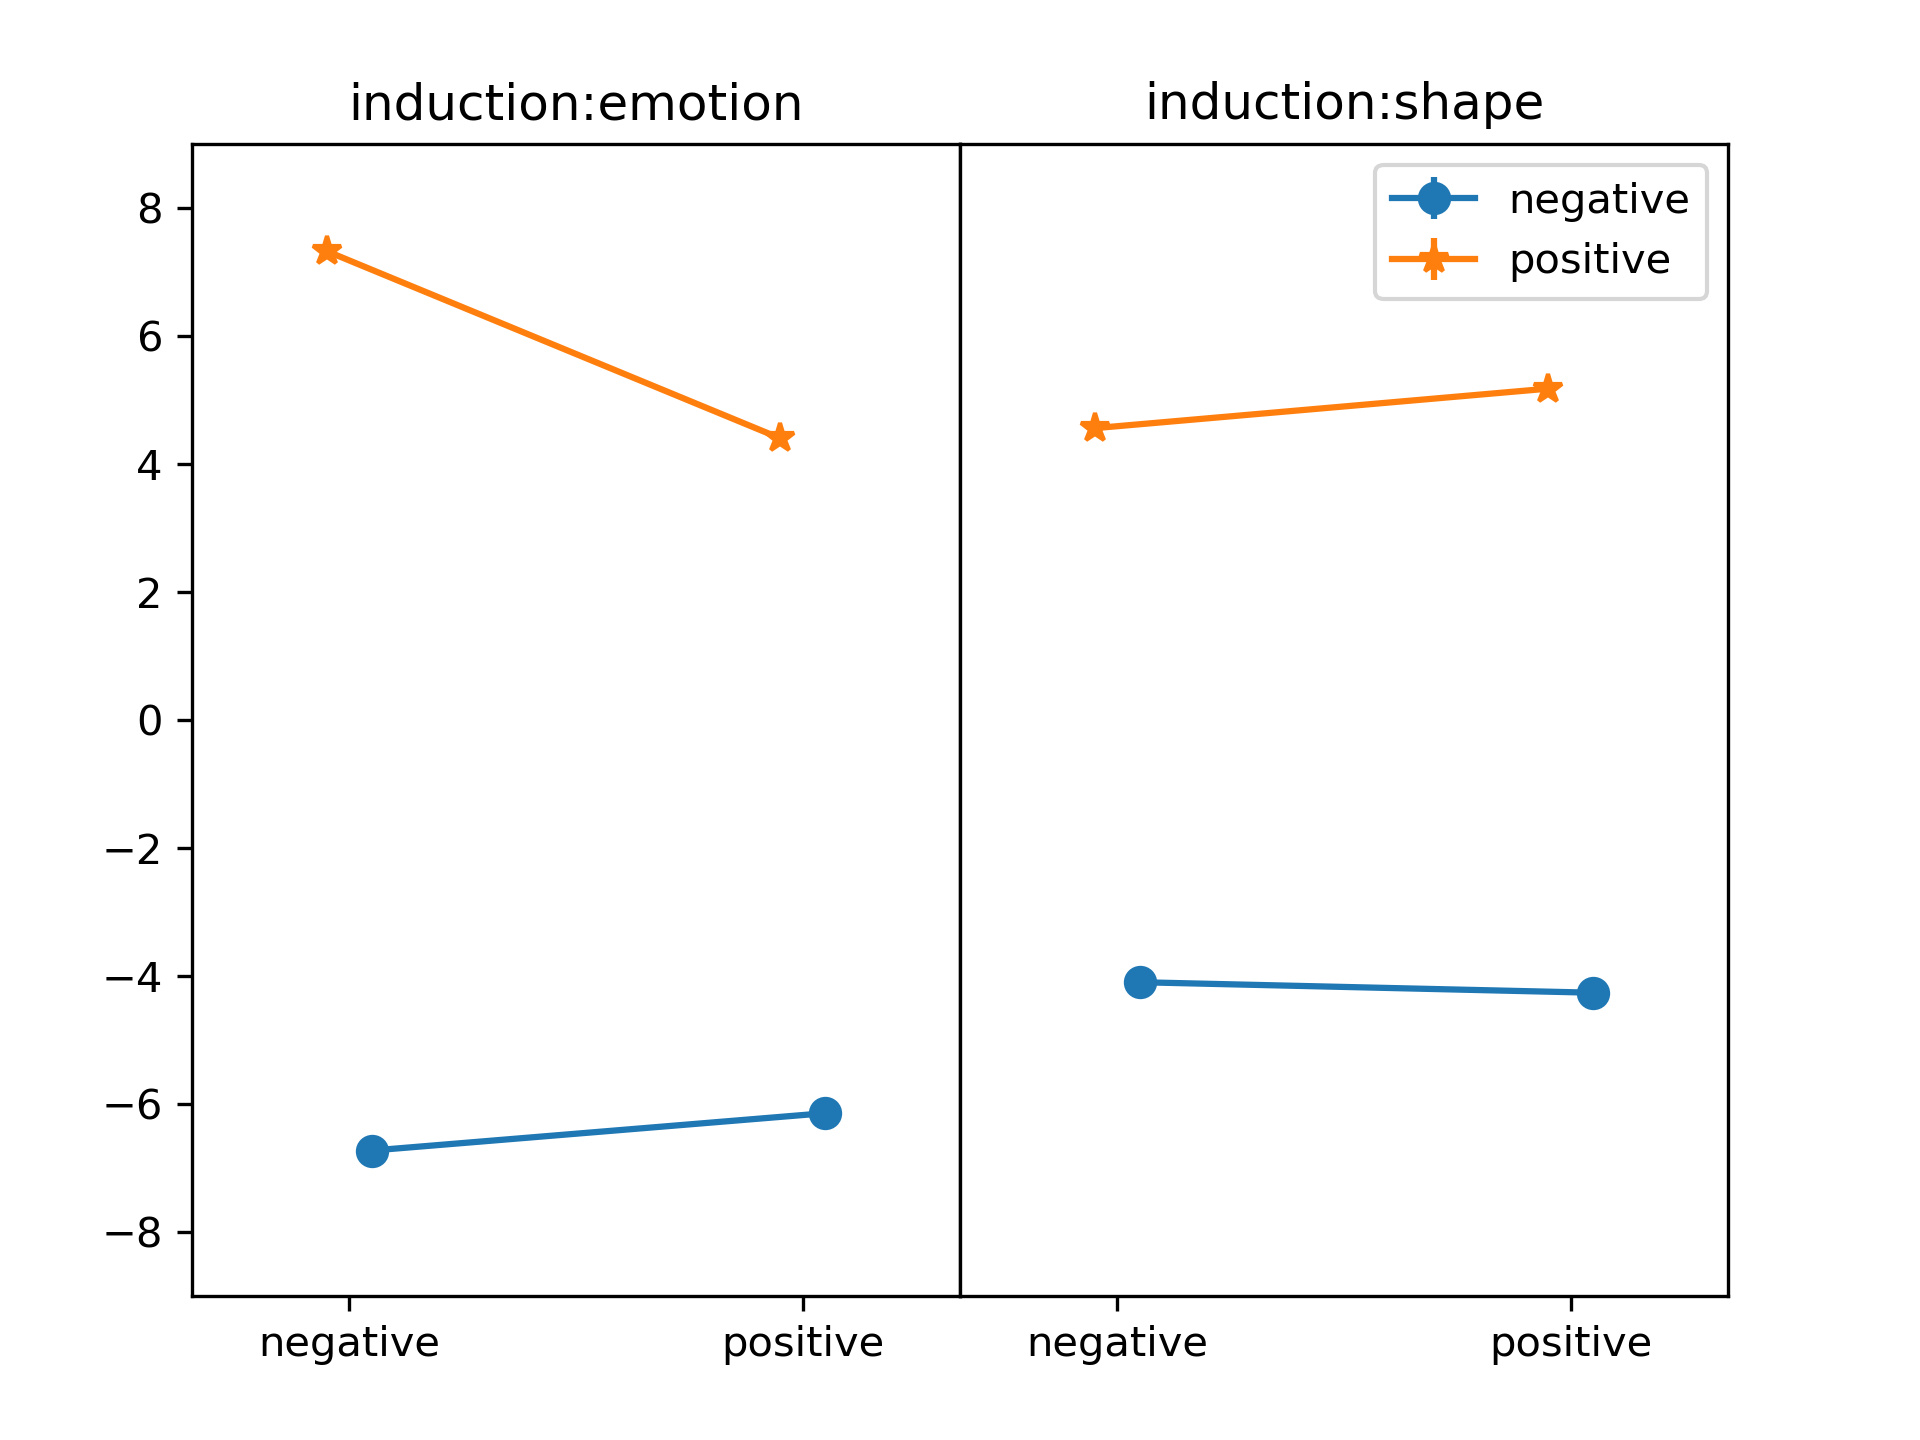 induction:emotion
induction:shape
negative
positive
8
6
4
2
0
−2
−4
−6
−8
negative
positive
negative
positive